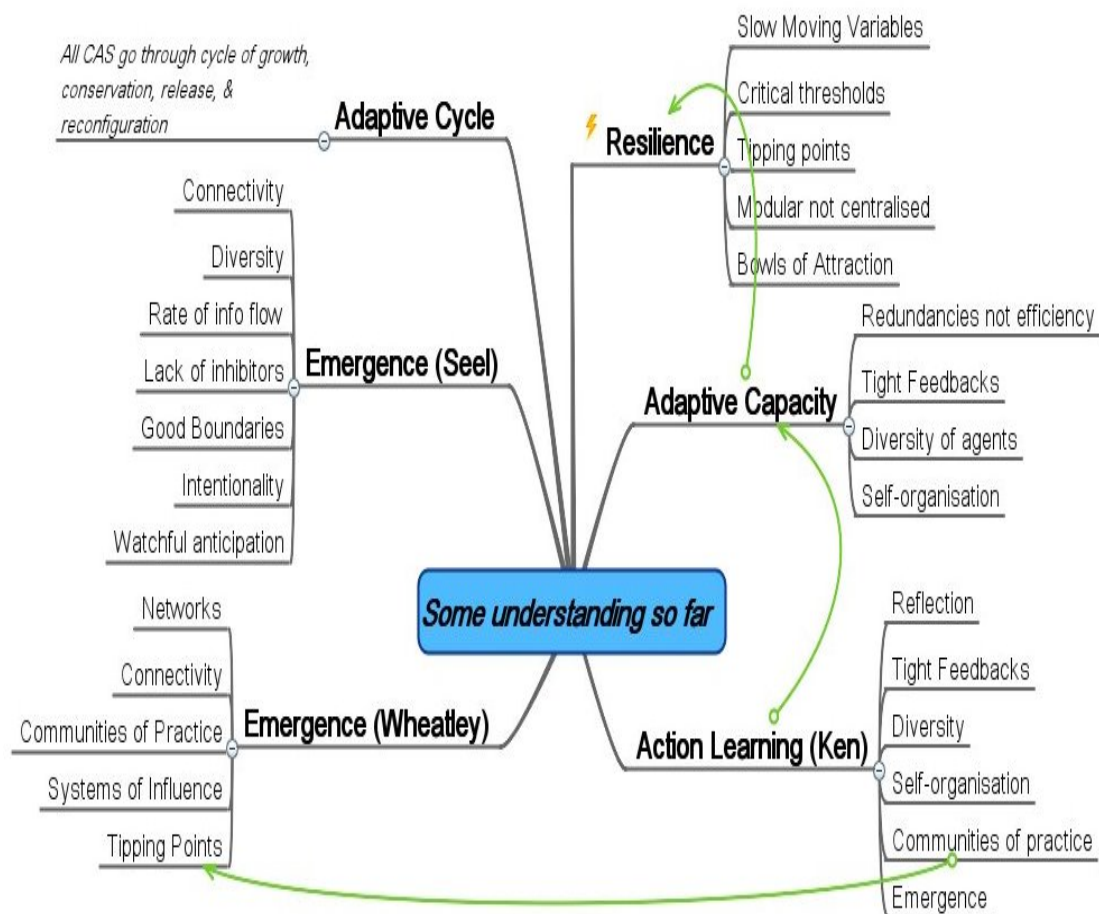 All CAS go through cycle of growth,
conservation, release, &
reconfiguration
Adaptive Cycle
Connectivity
Diversity
Rate of info flow
Lack of inhibitors
Good Boundaries
Intentionality
Watchful anticipation
Emergence (Seel)
Networks
Connectivity
Communities of Practice
Systems of Influence
Tipping Points
Emergence (Wheatley)
Some understanding so far
Resilience
Slow Moving Variables
Critical thresholds
Tipping points
Modular not centralised
Bowls of Attraction
Adaptive Capacity
Redundancies not efficiency
Tight Feedbacks
Diversity of agents
Self-organisation
Action Learning (Ken)
Reflection
Tight Feedbacks
Diversity
Self-organisation
Communities of practice
Emergence